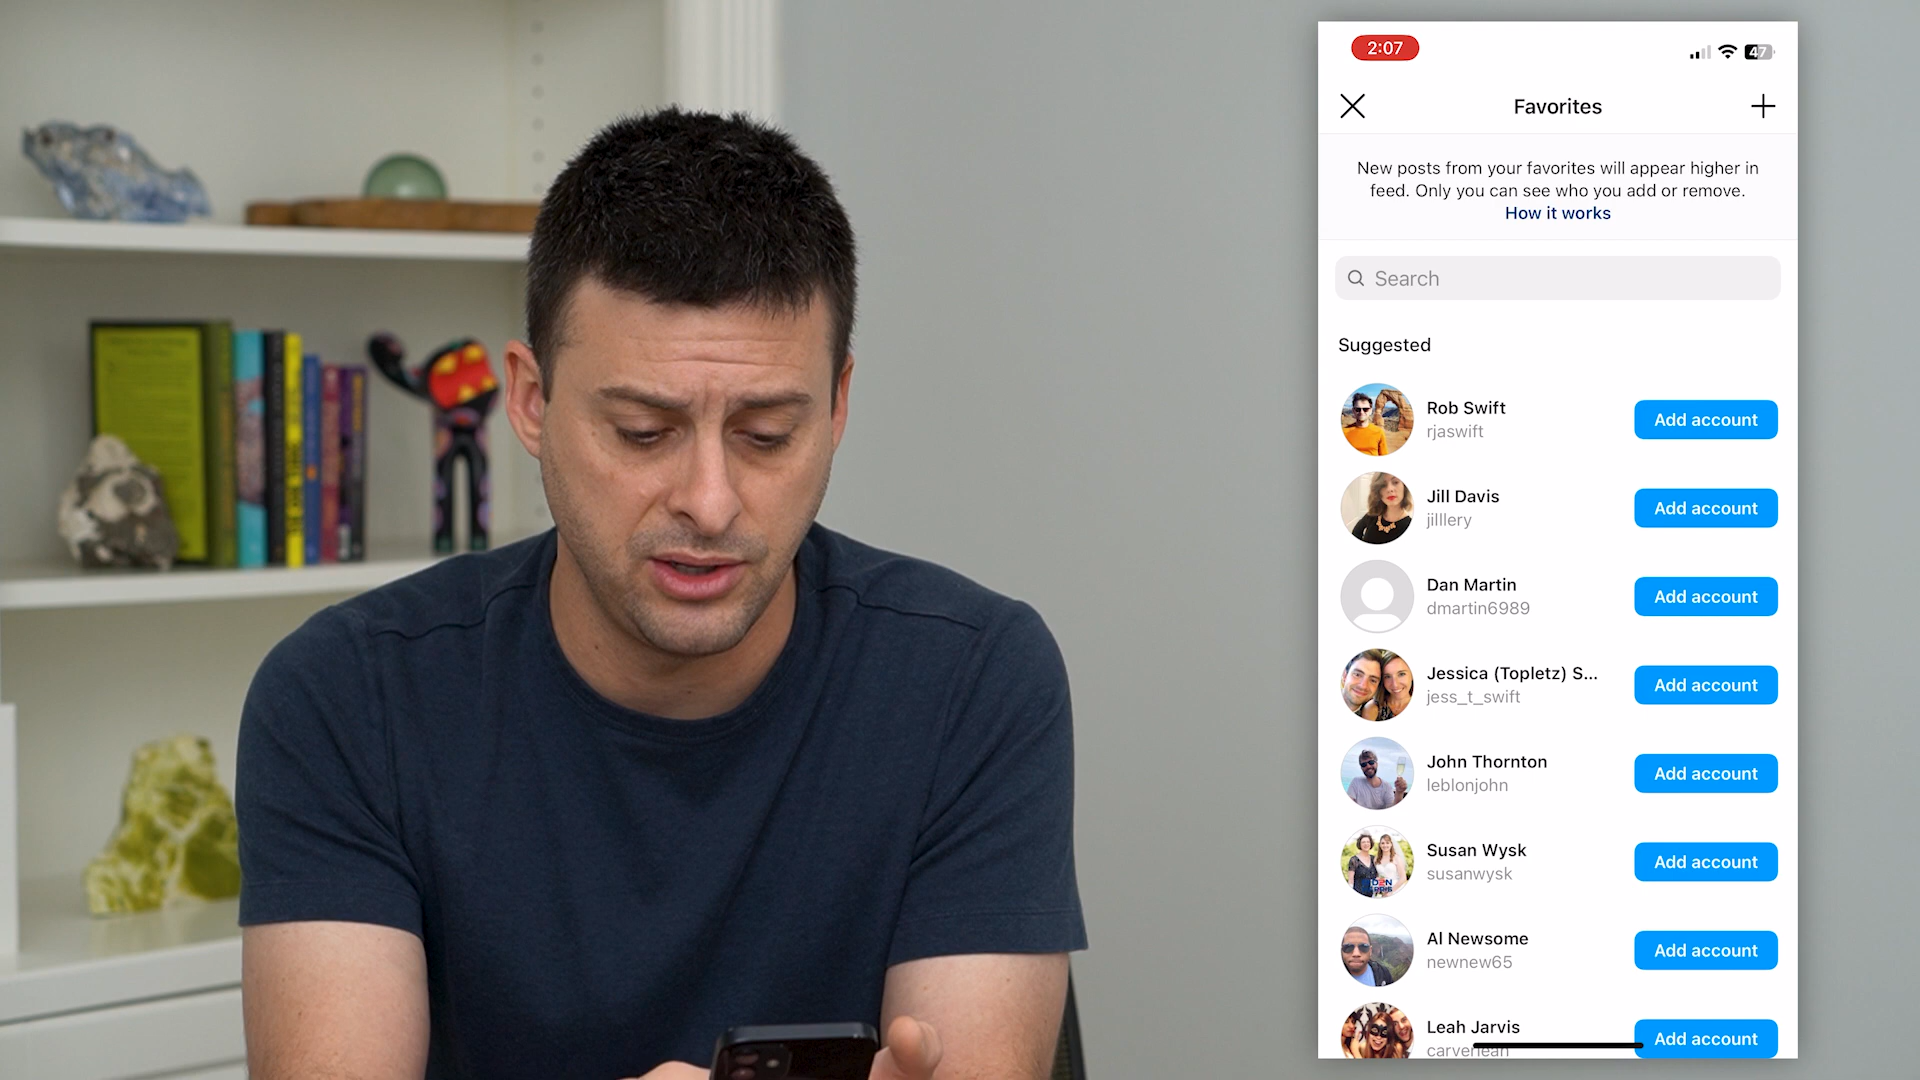 2:07
47
Favorites
New posts from your favorites will appear higher in
feed. Only you can see who you add or remove.
How it works
Search
Suggested
Rob Swift
rjaswift
Add account
Jill Davis
jilllery
Add account
Dan Martin
dmartin6989
Add account
Jessica (Topletz) S...
jess_t_swift
Add account
John Thornton
leblonjohn
Add account
Susan Wysk
susanwysk
Add account
Al Newsome
newnew65
Add account
Leah Jarvis
carverleah
Add account